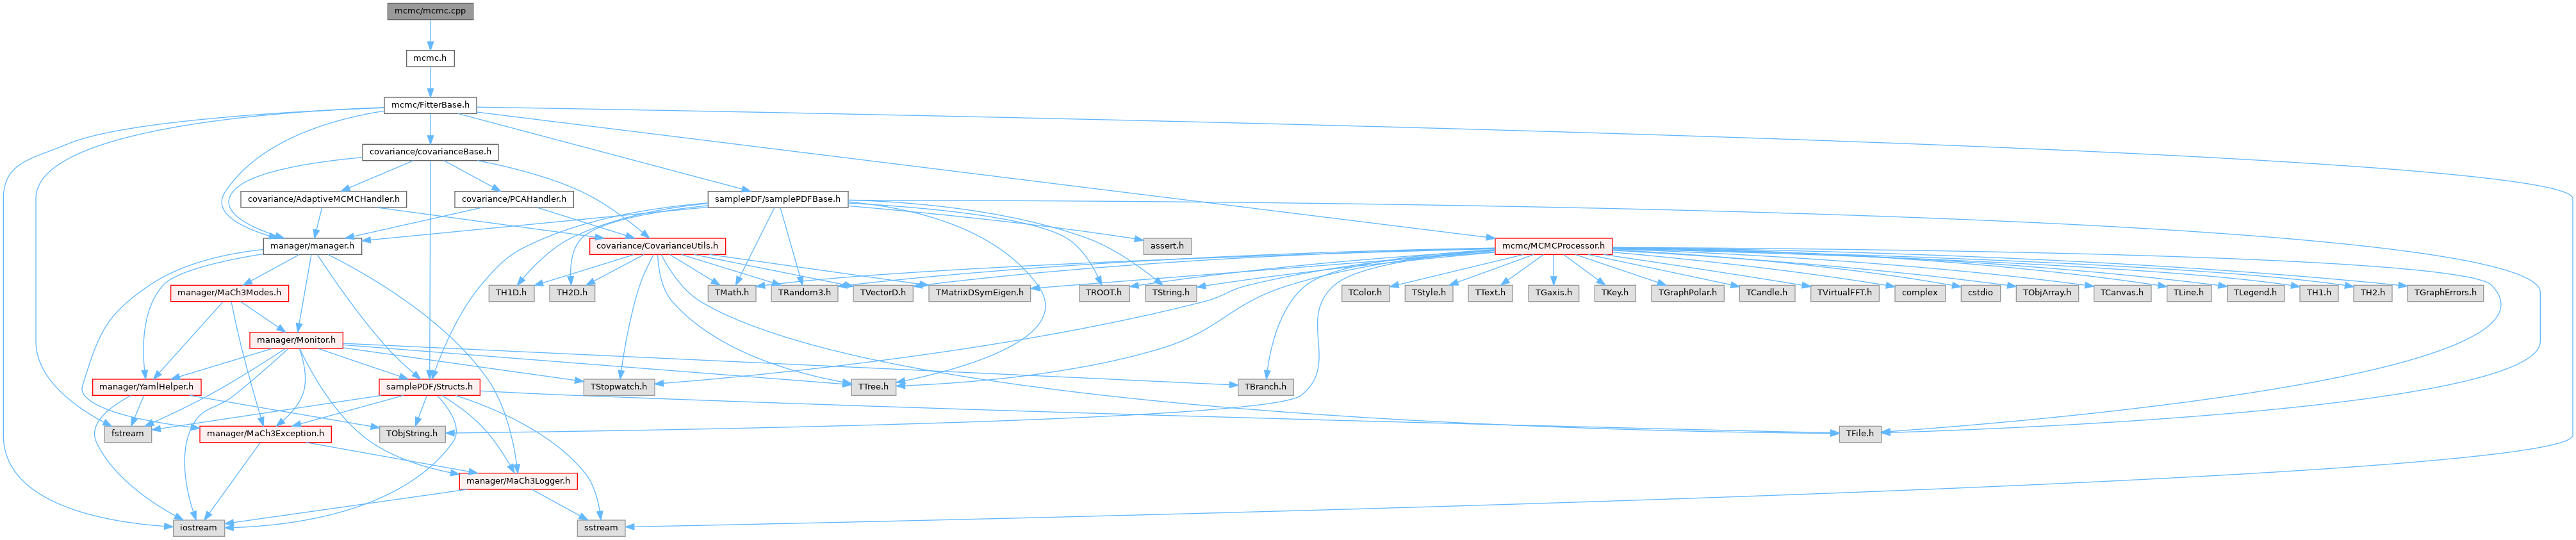 mcmc/mcmc.cpp
mcmc.h
mcmc/FitterBase.h
covariance/covarianceBase.h
covariance/AdaptiveMCMCHandler.h
covariance/PCAHandler.h
samplePDF/samplePDFBase.h
manager/manager.h
covariance/CovarianceUtils.h
assert.h
mcmc/MCMCProcessor.h
manager/MaCh3Modes.h
TH1D.h
TH2D.h
TMath.h
TRandom3.h
TVectorD.h
TMatrixDSymEigen.h
TROOT.h
TString.h
TColor.h
TStyle.h
TText.h
TGaxis.h
TKey.h
TGraphPolar.h
TCandle.h
TVirtualFFT.h
complex
cstdio
TObjArray.h
TCanvas.h
TLine.h
TLegend.h
TH1.h
TH2.h
TGraphErrors.h
manager/Monitor.h
manager/YamlHelper.h
samplePDF/Structs.h
TStopwatch.h
TTree.h
TBranch.h
fstream
manager/MaCh3Exception.h
TObjString.h
TFile.h
manager/MaCh3Logger.h
iostream
sstream